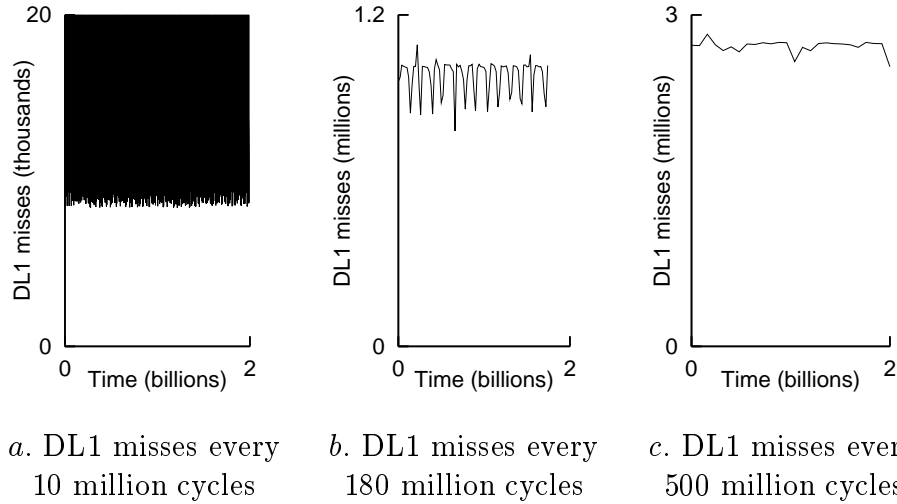 20
DL1 misses (thousands)
0
0
Time (billions)
2
1.2
DL1 misses (millions)
0
0
Time (billions)
2
3
DL1 misses (millions)
0
0
Time (billions)
2
a. DL1 misses every
10 million cycles
b. DL1 misses every
180 million cycles
c. DL1 misses ever
500 million cycles